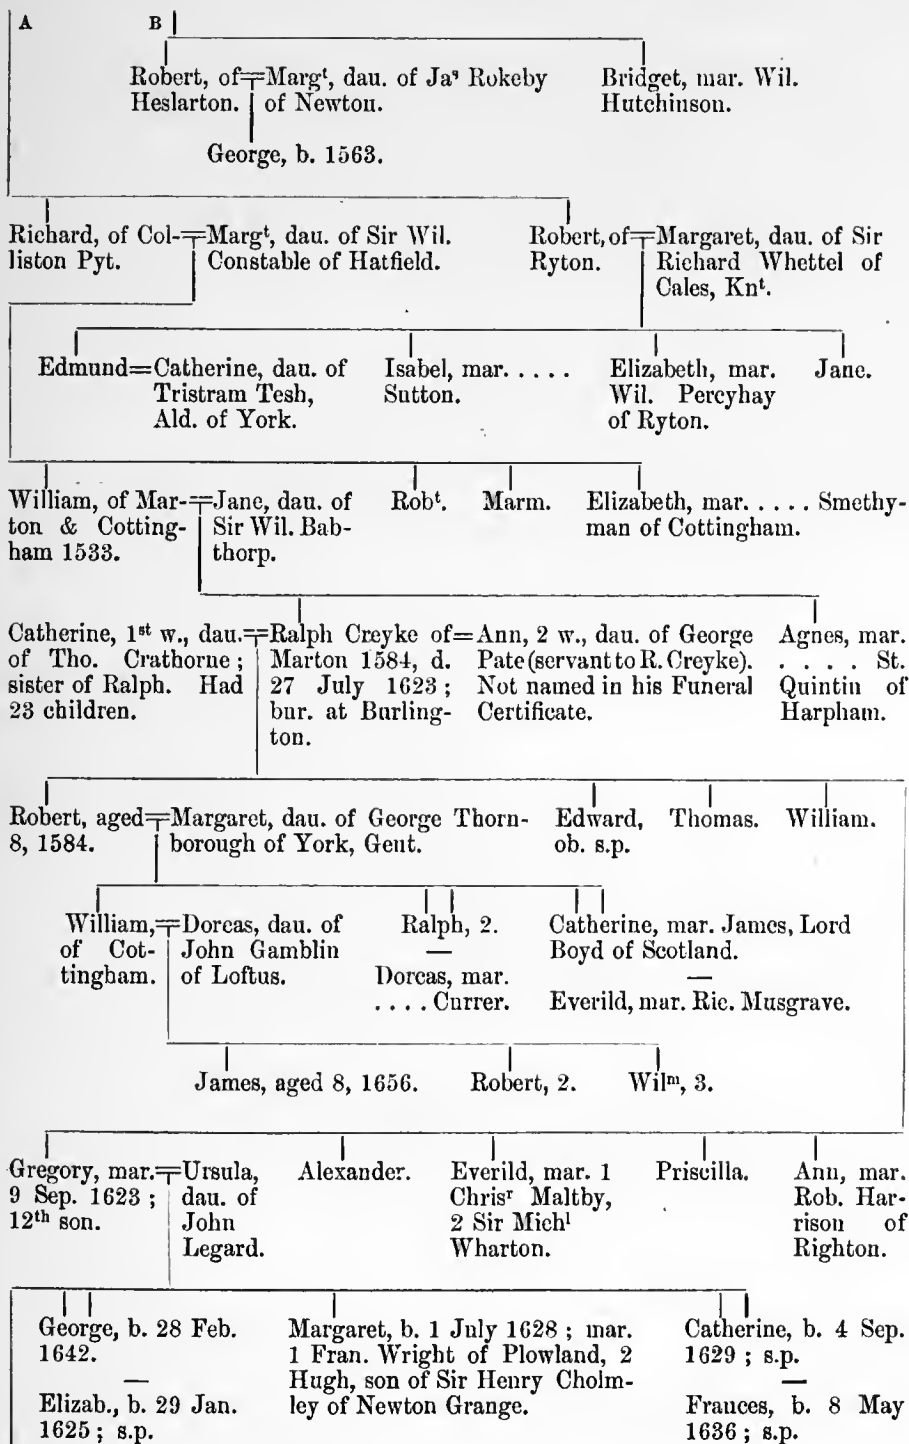 A B
Robert, of Margᵗ, dau. of Jaˢ Rokeby
Heslarton. of Newton.
Bridget, mar. Wil.
Hutchinson.
George, b. 1563.
Richard, of Col-
liston Pyt.
Margᵗ, dau. of Sir Wil.
Constable of Hatfield.
Robert, of
Ryton.
Margaret, dau. of Sir
Richard Whettel of
Cales, Knᵗ.
Edmund=Catherine, dau. of
Tristram Tesh,
Ald. of York.
Isabel, mar. . . . . .
Sutton.
Elizabeth, mar.
Wil. Percyhay
of Ryton.
Jane.
William, of Mar-
ton & Cotting-
ham 1533.
Jane, dau. of
Sir Wil. Bab-
thorp.
Robᵗ.
Marm.
Elizabeth, mar. . . . . . Smethy-
man of Cottingham.
Catherine, 1ˢᵗ w., dau.
of Tho. Crathorne;
sister of Ralph. Had
23 children.
Ralph Creyke of=
Marton 1584, d.
27 July 1623;
bur. at Burling-
ton.
Ann, 2 w., dau. of George
Pate (servant to R. Creyke).
Not named in his Funeral
Certificate.
Agnes, mar.
. . . . St.
Quintin of
Harpham.
Robert, aged
8, 1584.
Margaret, dau. of George Thorn-
borough of York, Gent.
Edward,
ob. s.p.
Thomas.
William.
William,
of Cot-
tingham.
Dorcas, dau. of
John Gamblin
of Loftus.
Ralph, 2.
—
Dorcas, mar.
. . . . Currer.
Catherine, mar. James, Lord
Boyd of Scotland.
—
Everild, mar. Ric. Musgrave.
James, aged 8, 1656.
Robert, 2.
Wilᵐ, 3.
Gregory, mar.
9 Sep. 1623;
12ᵗʰ son.
Ursula,
dau. of
John
Legard.
Alexander.
Everild, mar. 1
Chrisʳ Maltby,
2 Sir Michˡ
Wharton.
Priscilla.
Ann, mar.
Rob. Har-
rison of
Righton.
George, b. 28 Feb.
1642.
—
Elizab., b. 29 Jan.
1625; s.p.
Margaret, b. 1 July 1628; mar.
1 Fran. Wright of Plowland, 2
Hugh, son of Sir Henry Cholm-
ley of Newton Grange.
Catherine, b. 4 Sep.
1629; s.p.
—
Frances, b. 8 May
1636; s.p.